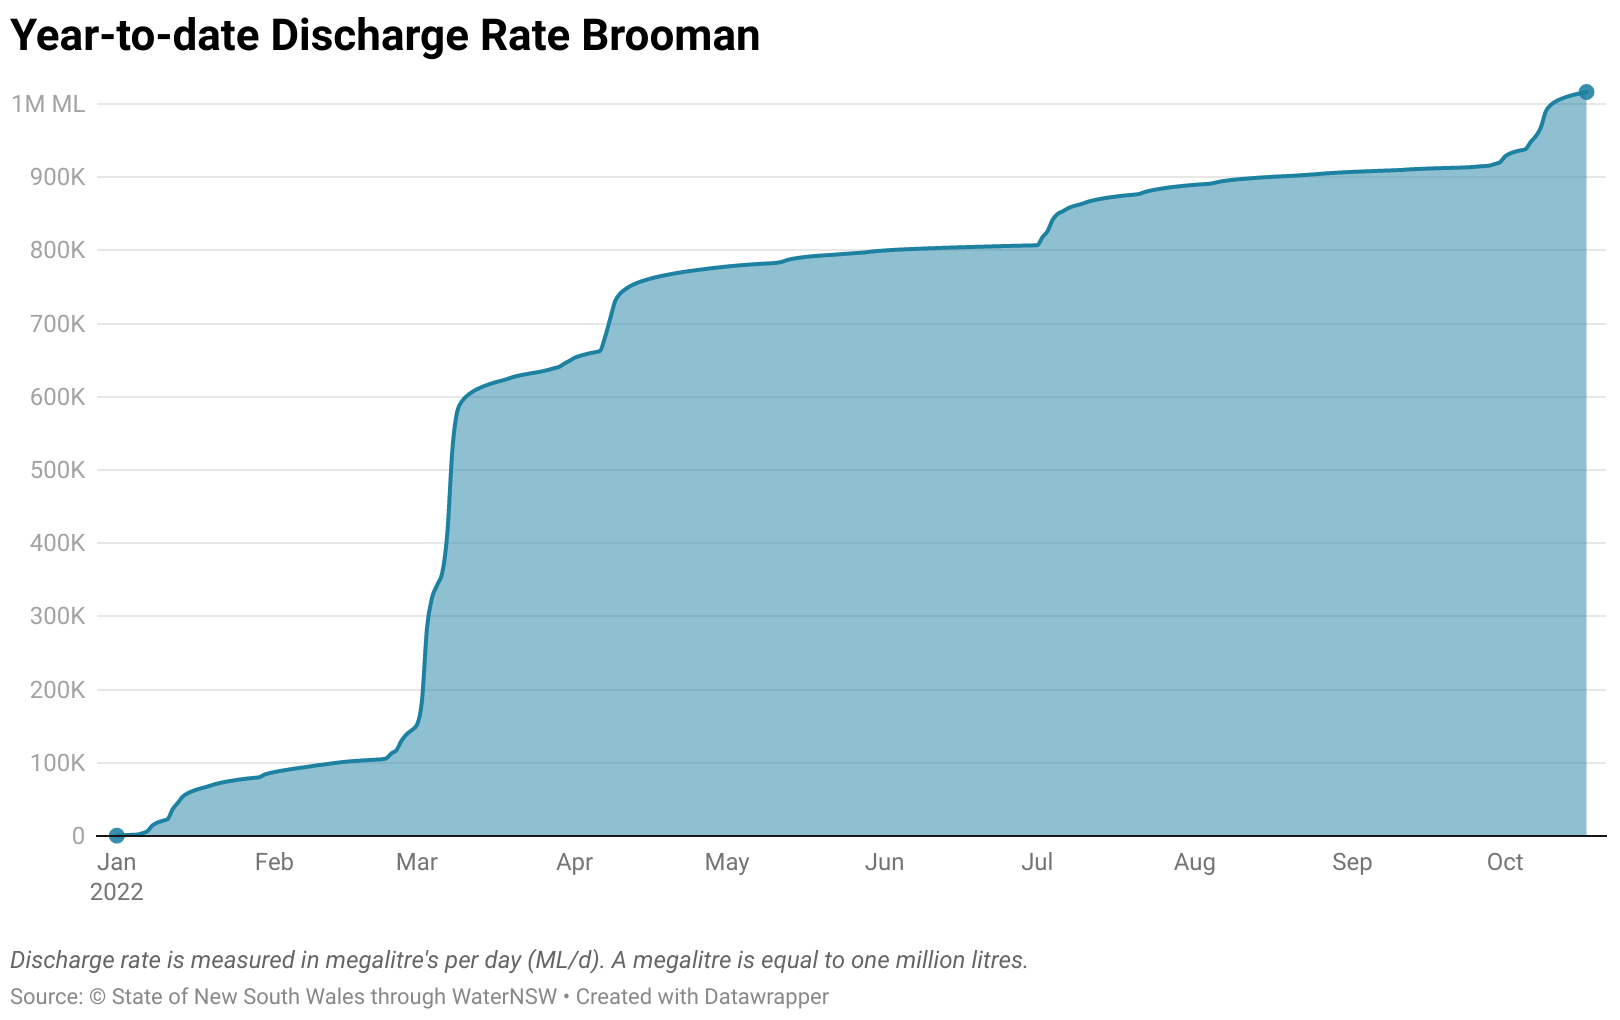 Year-to-date Discharge Rate Brooman
1M ML
900K
800K
700K
600K
500K
400K
300K
200K
100K
0
Jan Feb Mar Apr May Jun Jul Aug Sep Oct
2022
Discharge rate is measured in megalitre's per day (ML/d). A megalitre is equal to one million litres.
Source: © State of New South Wales through WaterNSW • Created with Datawrapper